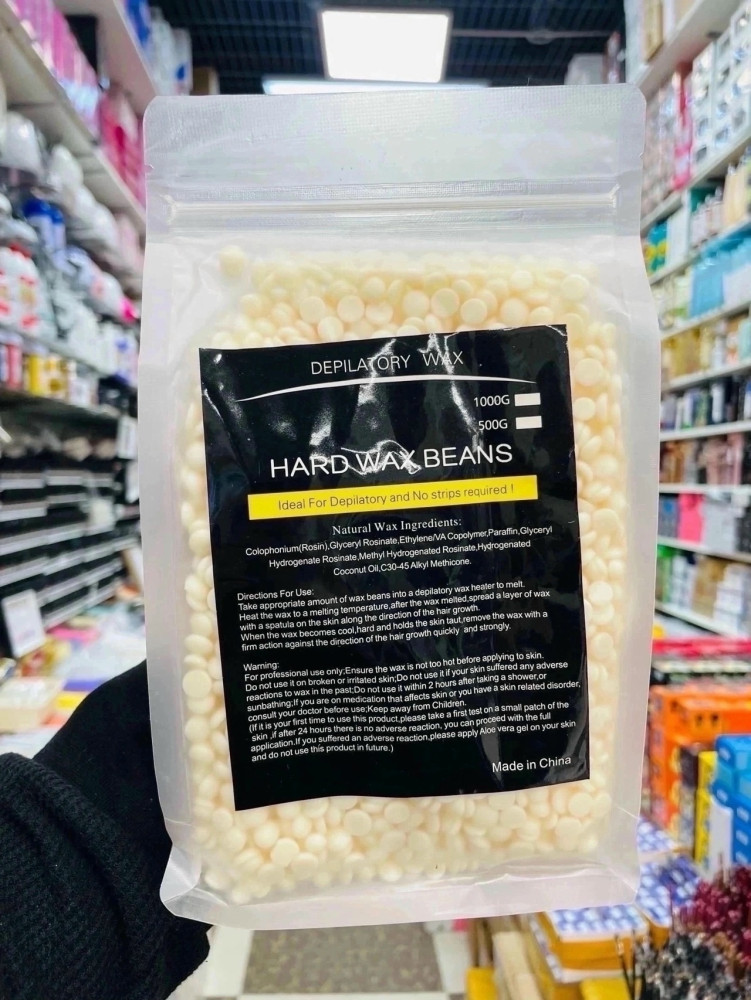 DEPILATORY WAX
1000G
500G
HARD WAX BEANS
Ideal For Depilatory and No strips required !
Natural Wax Ingredients:
Colophonium(Rosin),Glyceryl Rosinate,Ethylene/VA Copolymer,Paraffin,Glyceryl
Hydrogenate Rosinate,Methyl Hydrogenated Rosinate,Hydrogenated
Coconut Oil,C30-45 Alkyl Methicone.
Directions For Use:
Take appropriate amount of wax beans into a depilatory wax heater to melt.
Heat the wax to a melting temperature,after the wax melted,spread a layer of wax
with a spatula on the skin along the direction of the hair growth.
When the wax becomes cool,hard and holds the skin taut,remove the wax with a
firm action against the direction of the hair growth quickly and strongly.
Warning:
For professional use only;Ensure the wax is not too hot before applying to skin.
Do not use it on broken or irritated skin;Do not use it if your skin suffered any adverse
reactions to wax in the past;Do not use it within 2 hours after taking a shower,or
sunbathing;If you are on medication that affects skin or you have a skin related disorder,
consult your doctor before use;Keep away from Children.
(If it is your first time to use this product,please take a first test on a small patch of the
skin ,if after 24 hours there is no adverse reaction, you can proceed with the full
application.If you suffered an adverse reaction,please apply Aloe vera gel on your skin
and do not use this product in future.)
Made in China